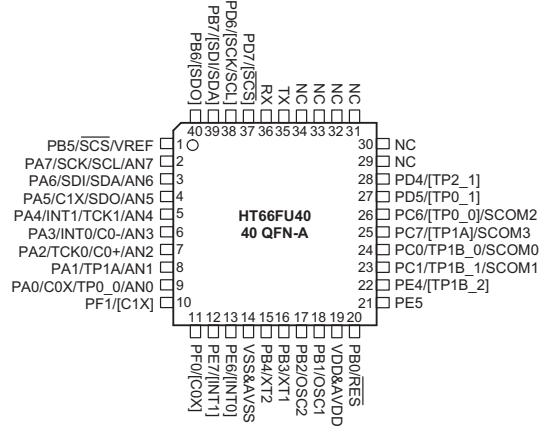 PB6/[SDO]
PB7/[SDI/SDA]
PD6/[SCK/SCL]
PD7/[SCS]
RX
TX
NC
NC
NC
NC
40 39 38 37 36 35 34 33 32 31
PB5/SCS/VREF 1
PA7/SCK/SCL/AN7 2
PA6/SDI/SDA/AN6 3
PA5/C1X/SDO/AN5 4
PA4/INT1/TCK1/AN4 5
PA3/INT0/C0-/AN3 6
PA2/TCK0/C0+/AN2 7
PA1/TP1A/AN1 8
PA0/C0X/TP0_0/AN0 9
PF1/[C1X] 10
HT66FU40
40 QFN-A
30 NC
29 NC
28 PD4/[TP2_1]
27 PD5/[TP0_1]
26 PC6/[TP0_0]/SCOM2
25 PC7/[TP1A]/SCOM3
24 PC0/TP1B_0/SCOM0
23 PC1/TP1B_1/SCOM1
22 PE4/[TP1B_2]
21 PE5
11 12 13 14 15 16 17 18 19 20
PF0/[C0X]
PE7/[INT1]
PE6/[INT0]
VSS&AVSS
PB4/XT2
PB3/XT1
PB2/OSC2
PB1/OSC1
VDD&AVDD
PB0/RES